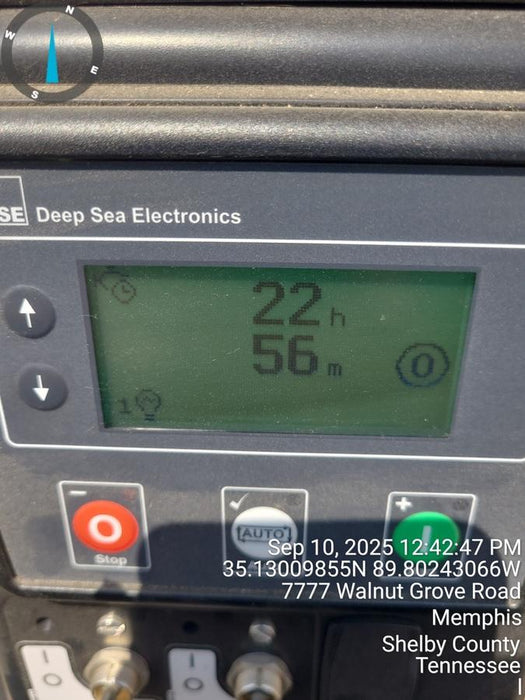 N
W
E
S
SE Deep Sea Electronics
22 h
56 m
0
1
- 
+
O
AUTO
I
Stop
Sep 10, 2025 12:42:47 PM
35.13009855N 89.80243066W
7777 Walnut Grove Road
Memphis
Shelby County
Tennessee
I
I
O
I
O